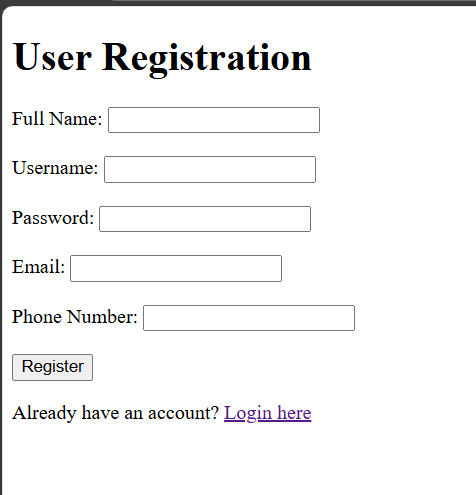 User Registration
Full Name:
Username:
Password:
Email:
Phone Number:
Register
Already have an account? Login here